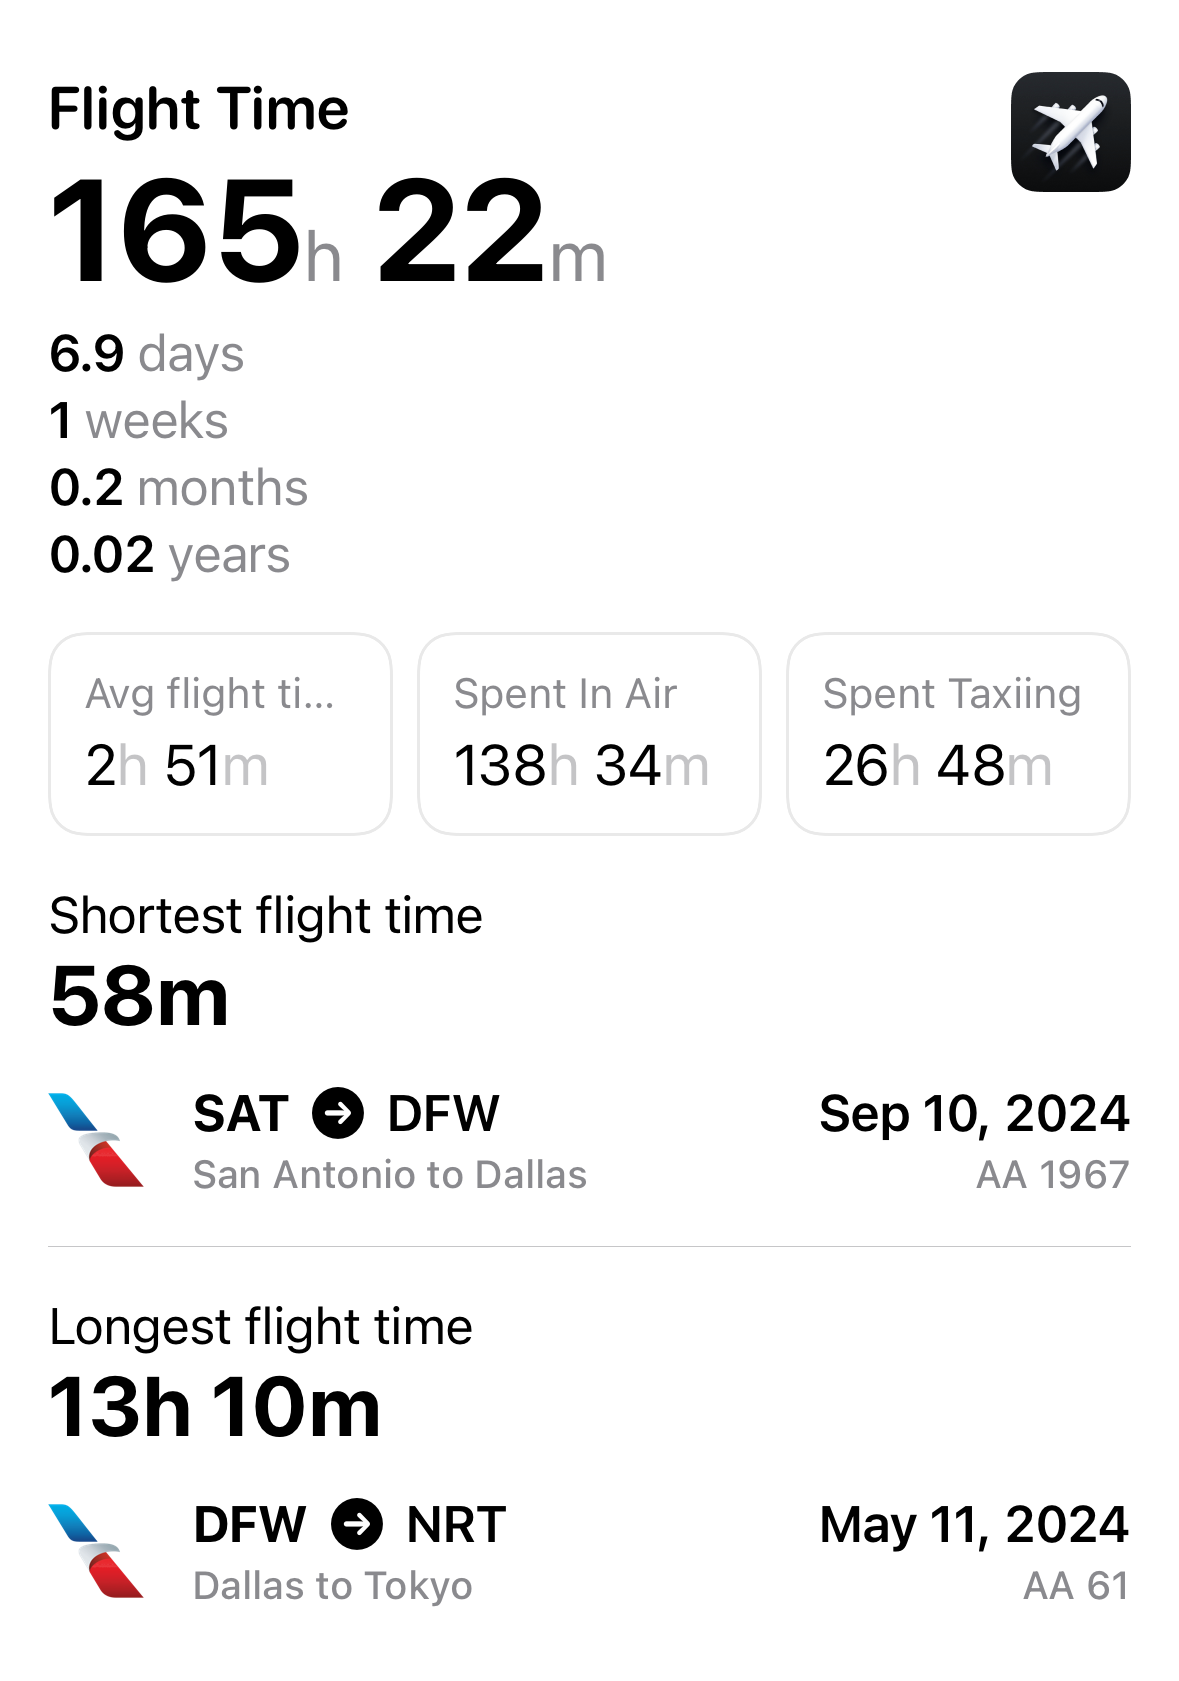 Flight Time
165h 22m
6.9 days
1 weeks
0.2 months
0.02 years
Avg flight ti... Spent In Air Spent Taxiing
2h 51m 138h 34m 26h 48m
Shortest flight time
58m
SAT → DFW Sep 10, 2024
San Antonio to Dallas AA 1967
Longest flight time
13h 10m
DFW → NRT May 11, 2024
Dallas to Tokyo AA 61